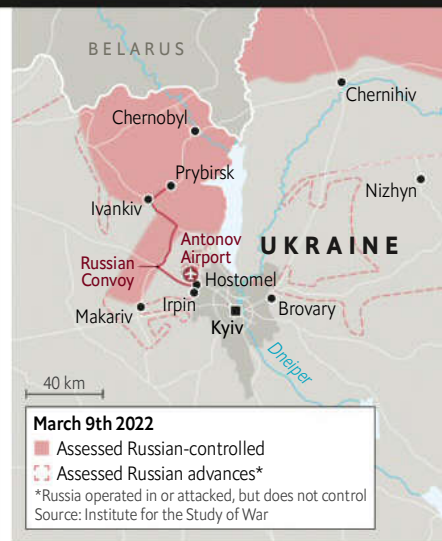 BELARUS
Chernihiv
Chernobyl
Prybirsk
Nizhyn
Ivankiv
Antonov
Airport
UKRAINE
Russian
Convoy
Hostomel
Irpin
Brovary
Makariv
Kyiv
Dneiper
40 km
March 9th 2022
Assessed Russian-controlled
Assessed Russian advances*
*Russia operated in or attacked, but does not control
Source: Institute for the Study of War